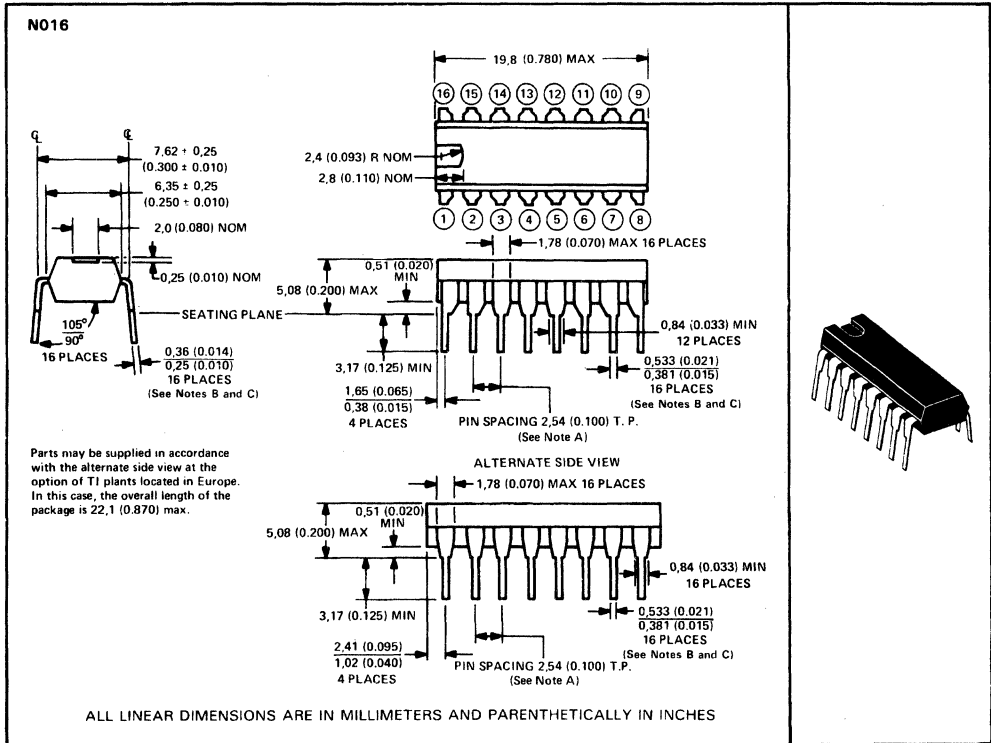 N016
19,8 (0.780) MAX
16 15 14 13 12 11 10 9
℄ ℄
7,62 ± 0,25
(0.300 ± 0.010)
6,35 ± 0,25
(0.250 ± 0.010)
2,0 (0.080) NOM
0,25 (0.010) NOM
2,4 (0.093) R NOM
2,8 (0.110) NOM
1 2 3 4 5 6 7 8
1,78 (0.070) MAX 16 PLACES
0,51 (0.020)
MIN
5,08 (0.200) MAX
SEATING PLANE
105°
90°
16 PLACES
0,36 (0.014)
0,25 (0.010)
16 PLACES
(See Notes B and C)
3,17 (0.125) MIN
0,84 (0.033) MIN
12 PLACES
0,533 (0.021)
0,381 (0.015)
16 PLACES
(See Notes B and C)
1,65 (0.065)
0,38 (0.015)
4 PLACES
PIN SPACING 2,54 (0.100) T.P.
(See Note A)
Parts may be supplied in accordance
with the alternate side view at the
option of TI plants located in Europe.
In this case, the overall length of the
package is 22,1 (0.870) max.
ALTERNATE SIDE VIEW
1,78 (0.070) MAX 16 PLACES
0,51 (0.020)
MIN
5,08 (0.200) MAX
0,84 (0.033) MIN
16 PLACES
3,17 (0.125) MIN
0,533 (0.021)
0,381 (0.015)
16 PLACES
(See Notes B and C)
2,41 (0.095)
1,02 (0.040)
4 PLACES
PIN SPACING 2,54 (0.100) T.P.
(See Note A)
ALL LINEAR DIMENSIONS ARE IN MILLIMETERS AND PARENTHETICALLY IN INCHES